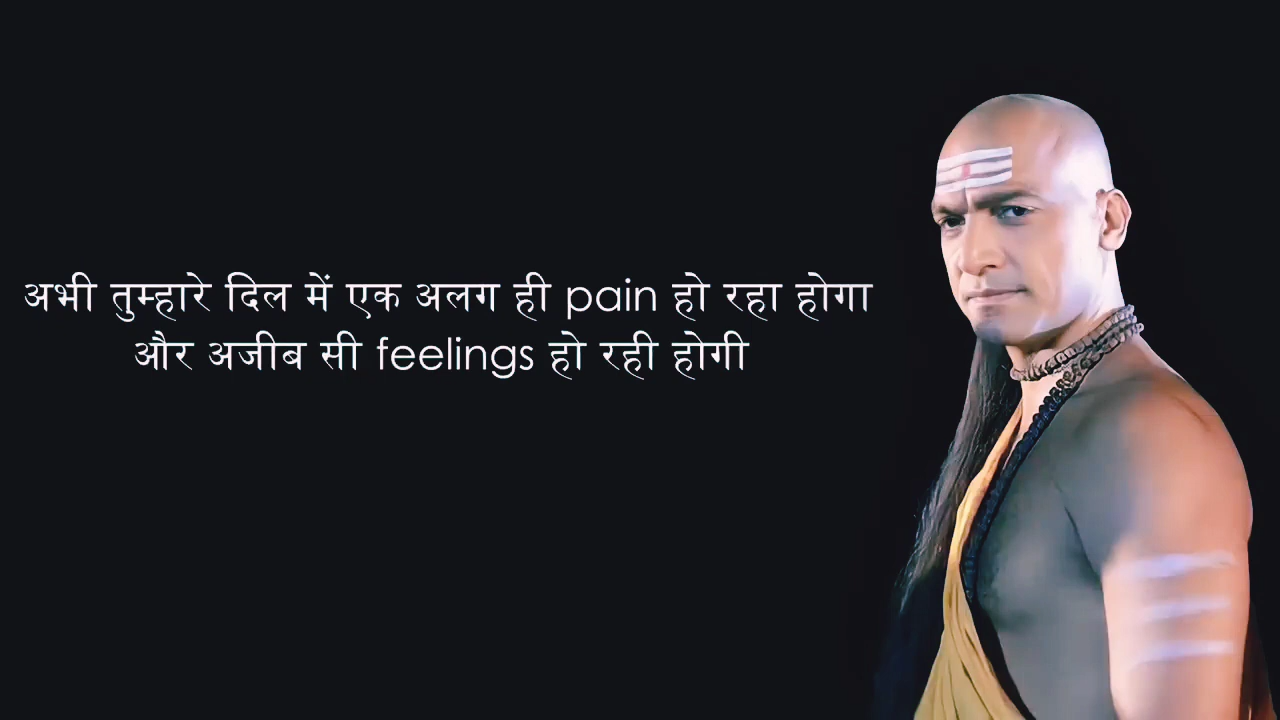 अभी तुम्हारे दिल में एक अलग ही pain हो रहा होगा
और अजीब सी feelings हो रही होगी